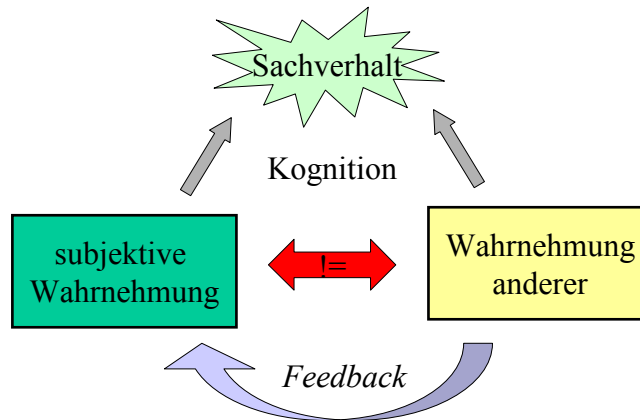 Sachverhalt
Kognition
subjektive
Wahrnehmung
!=
Wahrnehmung
anderer
Feedback